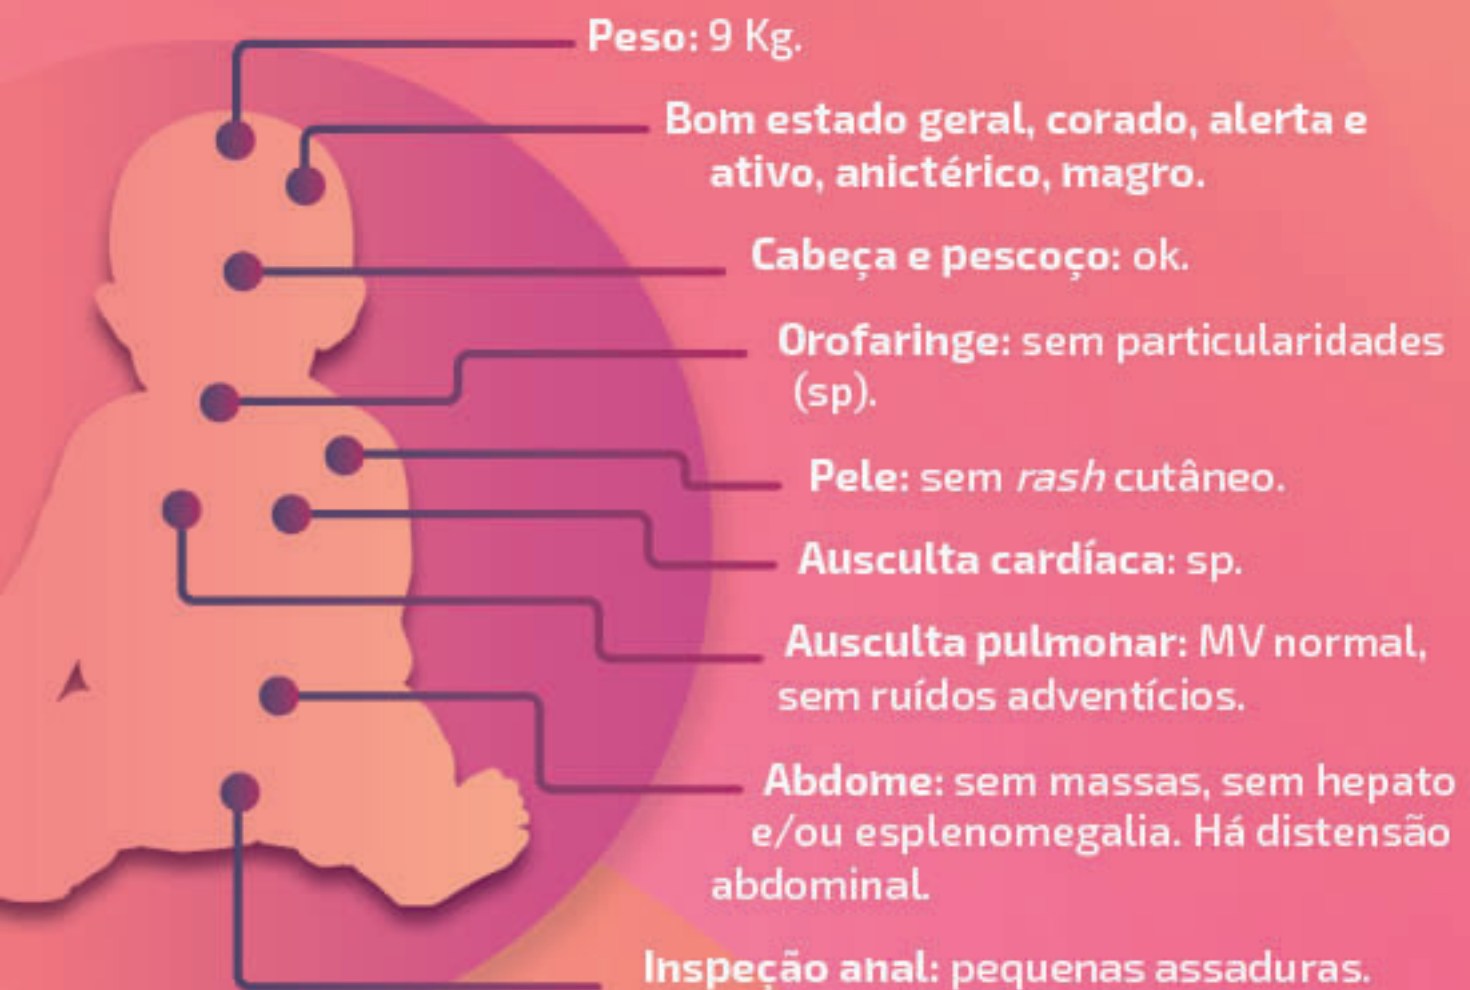 Peso: 9 Kg.
Bom estado geral, corado, alerta e
ativo, anictérico, magro.
Cabeça e pescoço: ok.
Orofaringe: sem particularidades
(sp).
Pele: sem rash cutâneo.
Ausculta cardíaca: sp.
Ausculta pulmonar: MV normal,
sem ruídos adventícios.
Abdome: sem massas, sem hepato
e/ou esplenomegalia. Há distensão
abdominal.
Inspeção anal: pequenas assaduras.